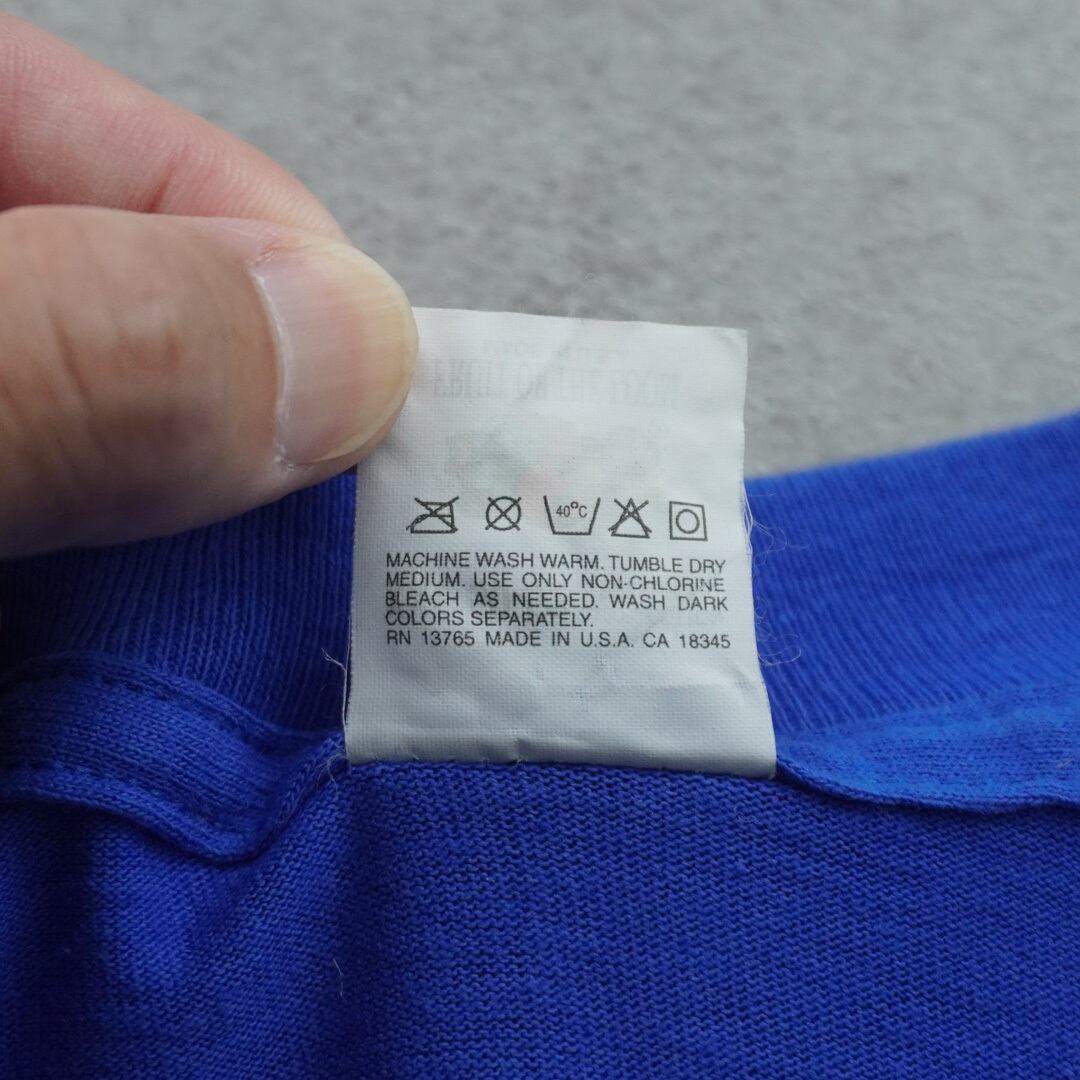 40°C
MACHINE WASH WARM. TUMBLE DRY
MEDIUM. USE ONLY NON-CHLORINE
BLEACH AS NEEDED. WASH DARK
COLORS SEPARATELY.
RN 13765 MADE IN U.S.A. CA 18345